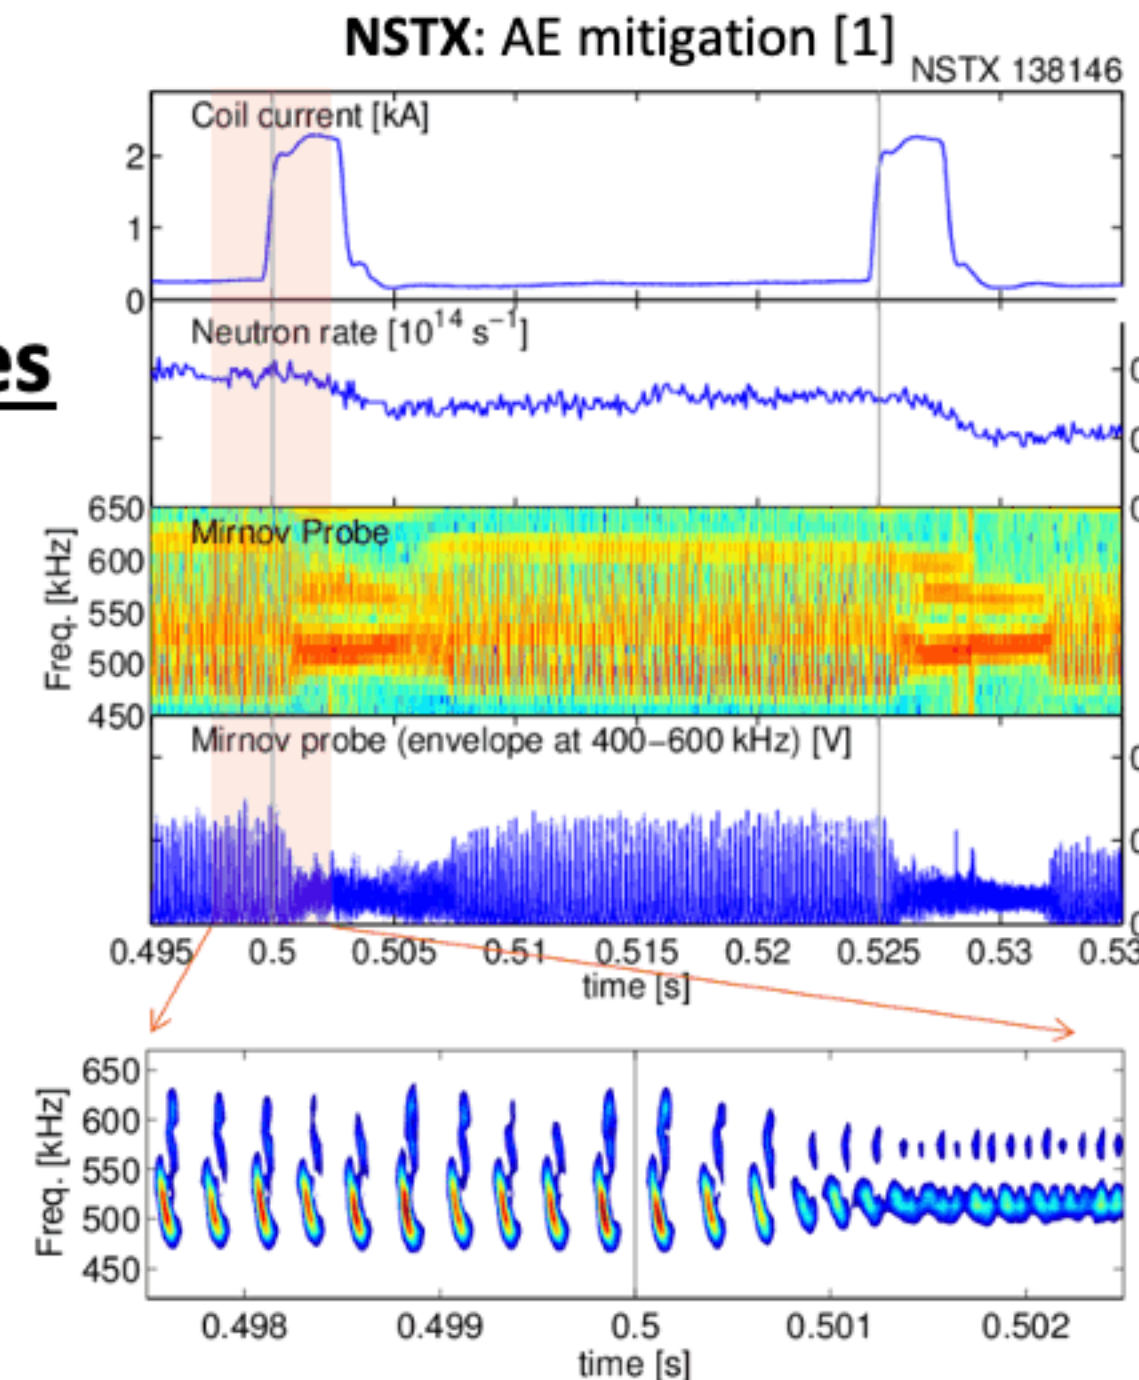 NSTX: AE mitigation [1]
NSTX 138146
Coil current [kA]
2
1
0
Neutron rate [10¹⁴ s⁻¹]
es
650
600
550
500
450
Freq. [kHz]
Mirnov Probe
Mirnov probe (envelope at 400–600 kHz) [V]
0.495 0.5 0.505 0.51 0.515 0.52 0.525 0.53 0.53
time [s]
650
600
550
500
450
Freq. [kHz]
0.498 0.499 0.5 0.501 0.502
time [s]